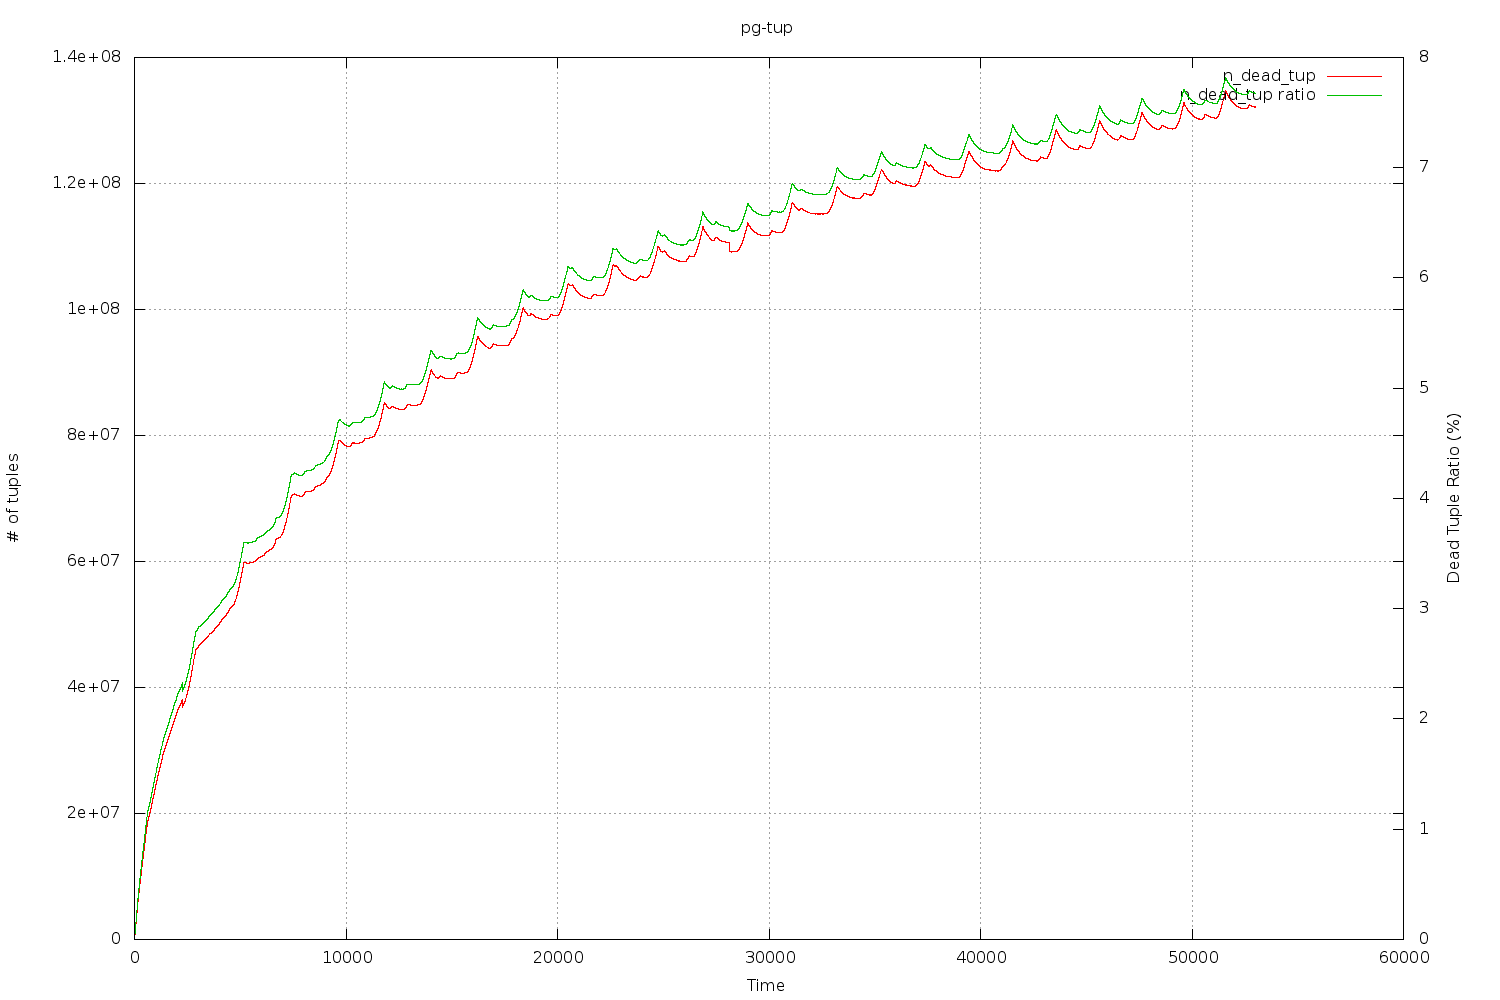 pg-tup
1.4e+08
1.2e+08
1e+08
8e+07
6e+07
4e+07
2e+07
0
# of tuples
n_dead_tup
n_dead_tup ratio
8
7
6
5
4
3
2
1
0
Dead Tuple Ratio (%)
0 10000 20000 30000 40000 50000 60000
Time